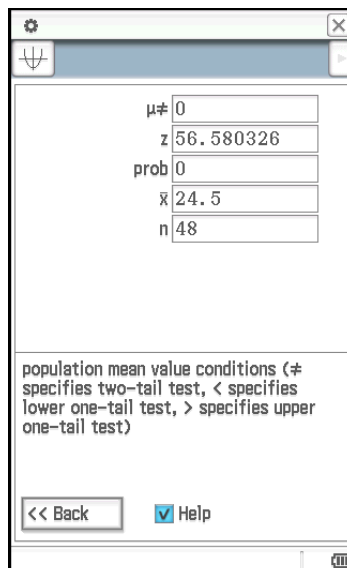 μ≠ 0
z 56.580326
prob 0
x̄ 24.5
n 48
population mean value conditions (≠
specifies two-tail test, < specifies
lower one-tail test, > specifies upper
one-tail test)
<< Back Help